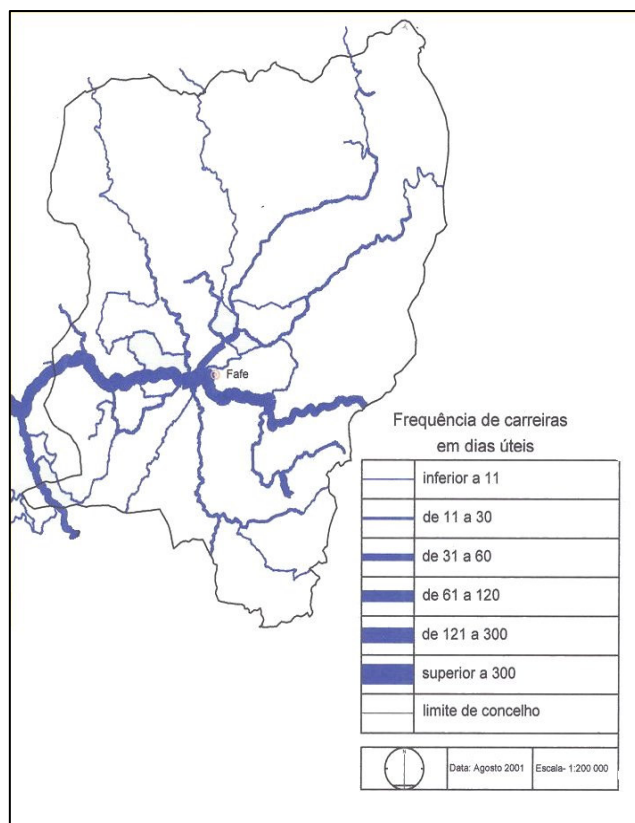 Fafe
Frequência de carreiras
em dias úteis
inferior a 11
de 11 a 30
de 31 a 60
de 61 a 120
de 121 a 300
superior a 300
limite de concelho
N
Data: Agosto 2001
Escala- 1:200 000